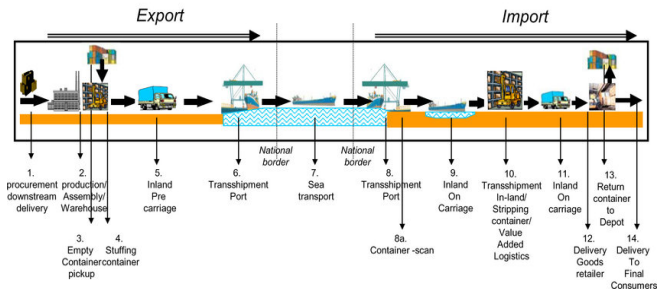 Export
Import
National
border
National
border
1.
procurement
downstream
delivery
2.
production/
Assembly/
Warehouse
3.
Empty
Container
pickup
4.
Stuffing
container
5.
Inland
Pre
carriage
6.
Transshipment
Port
7.
Sea
transport
8.
Transshipment
Port
8a.
Container -scan
9.
Inland
On
Carriage
10.
Transshipment
In-land/
Stripping
container/
Value
Added
Logistics
11.
Inland
On
carriage
12.
Delivery
Goods
retailer
13.
Return
container
to
Depot
14.
Delivery
To
Final
Consumers